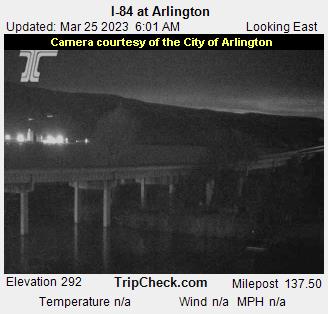 I-84 at Arlington
Updated: Mar 25 2023 6:01 AM Looking East
Camera courtesy of the City of Arlington
Elevation 292 TripCheck.com Milepost 137.50
Temperature n/a Wind n/a MPH n/a